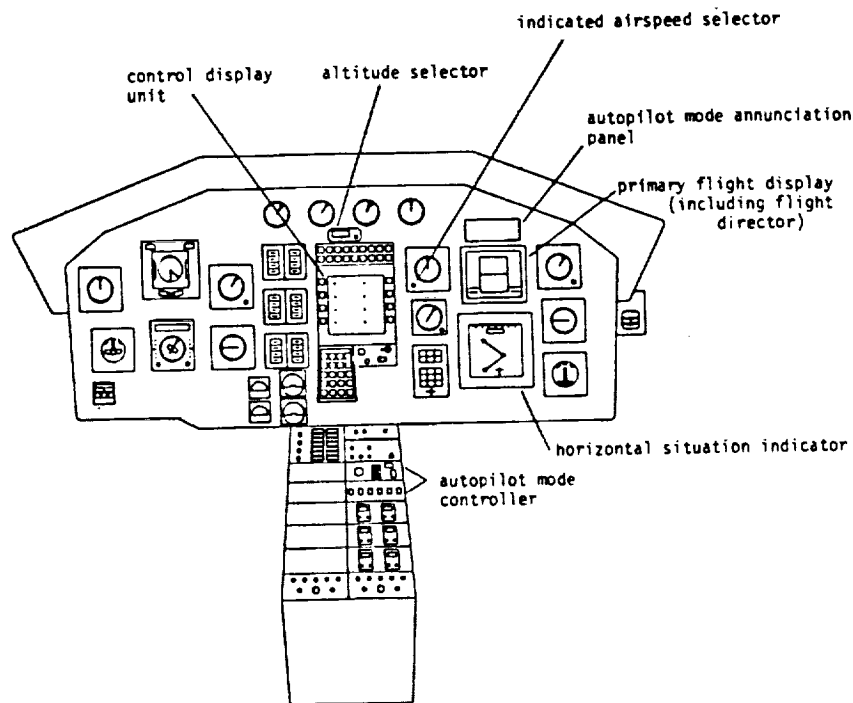 indicated airspeed selector
altitude selector
control display
unit
autopilot mode annunciation
panel
primary flight display
(including flight
director)
horizontal situation indicator
autopilot mode
controller